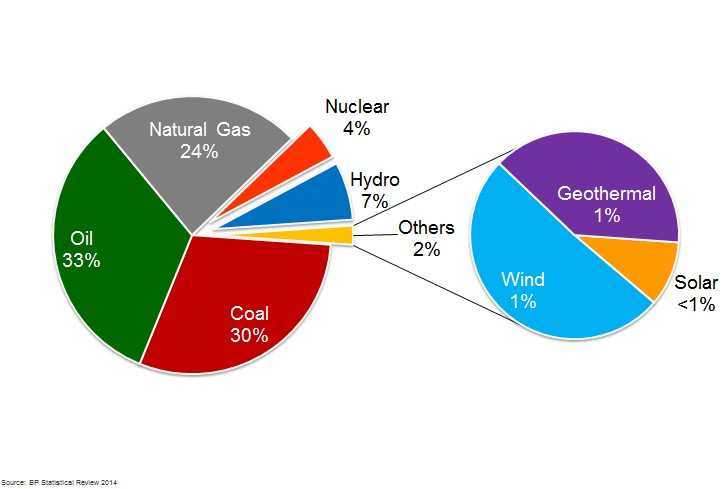 Nuclear
4%
Natural Gas
24%
Hydro
7%
Geothermal
1%
Others
2%
Oil
33%
Wind
1%
Solar
<1%
Coal
30%
Source: BP Statistical Review 2014